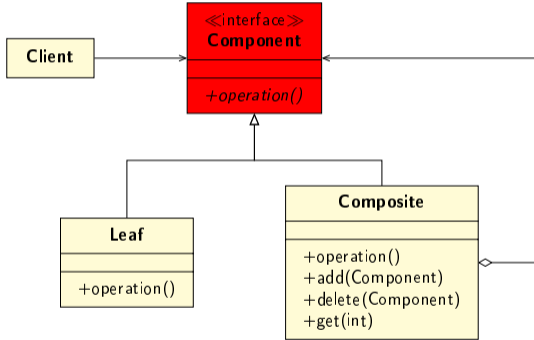 ≪Interface≫
Component
+operation()
Client
Leaf
+operation()
Composite
+operation()
+add(Component)
+delete(Component)
+get(int)